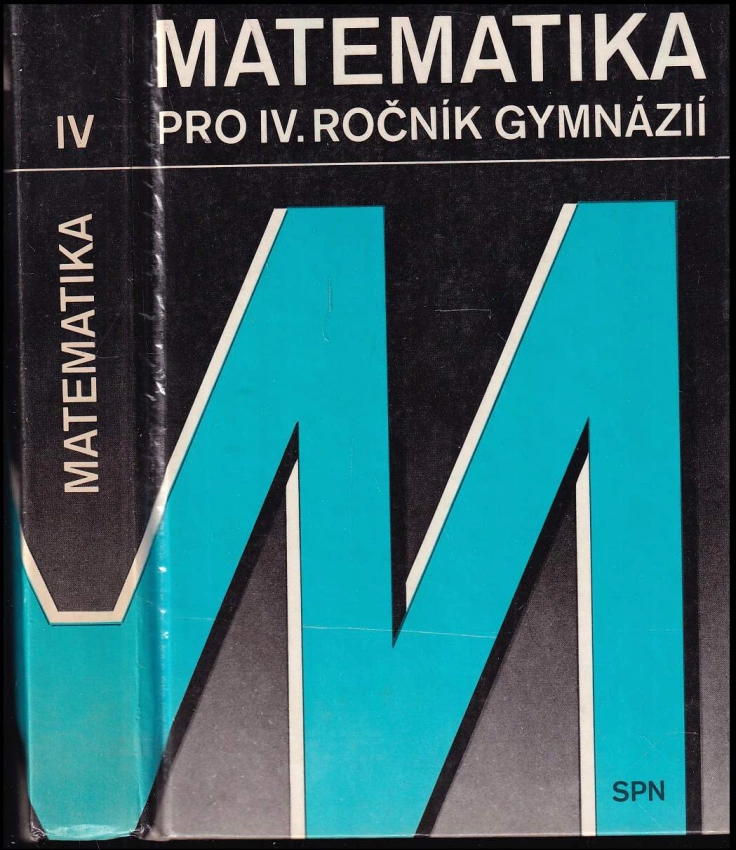 MATEMATIKA
PRO IV. ROČNÍK GYMNÁZIÍ
IV
MATEMATIKA
SPN